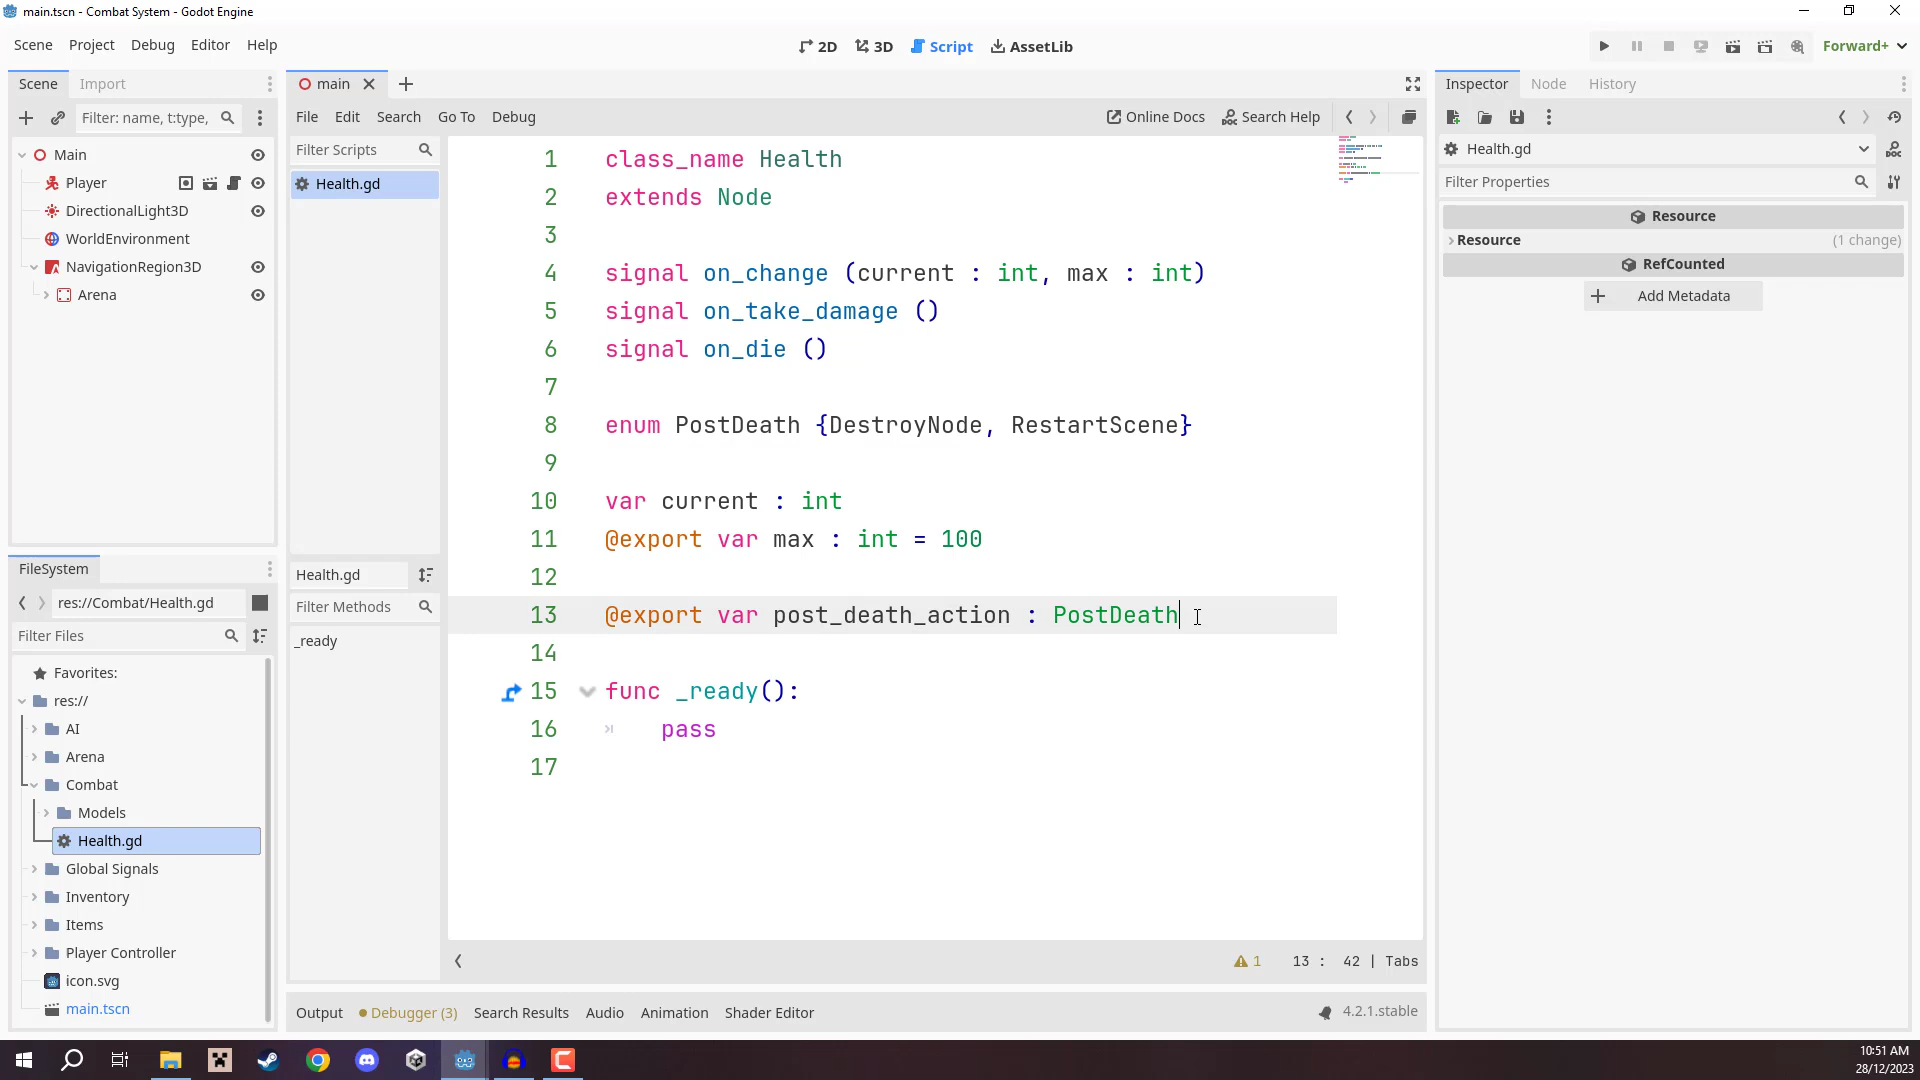 main.tscn - Combat System - Godot Engine
Scene Project Debug Editor Help
2D 3D Script AssetLib
Forward+
Scene Import
Filter: name, t:type,
Main
Player
DirectionalLight3D
WorldEnvironment
NavigationRegion3D
Arena
FileSystem
res://Combat/Health.gd
Filter Files
Favorites:
res://
AI
Arena
Combat
Models
Health.gd
Global Signals
Inventory
Items
Player Controller
icon.svg
main.tscn
main
File Edit Search Go To Debug
Online Docs Search Help
Filter Scripts
Health.gd
Health.gd
Filter Methods
_ready
1 class_name Health
2 extends Node
3
4 signal on_change (current : int, max : int)
5 signal on_take_damage ()
6 signal on_die ()
7
8 enum PostDeath {DestroyNode, RestartScene}
9
10 var current : int
11 @export var max : int = 100
12
13 @export var post_death_action : PostDeath
14
15 func _ready():
16 pass
17
1 13 : 42 | Tabs
Output Debugger (3) Search Results Audio Animation Shader Editor
4.2.1.stable
Inspector Node History
Health.gd
Filter Properties
Resource
Resource (1 change)
RefCounted
Add Metadata
10:51 AM
28/12/2023